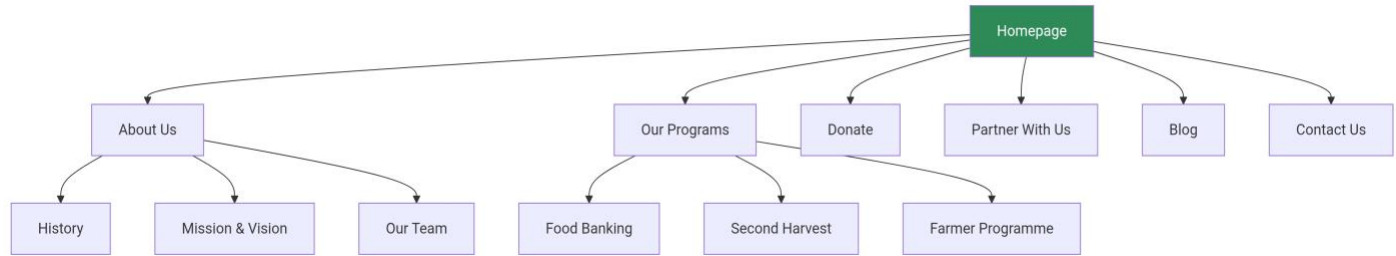 Homepage
About Us
Our Programs
Donate
Partner With Us
Blog
Contact Us
History
Mission & Vision
Our Team
Food Banking
Second Harvest
Farmer Programme